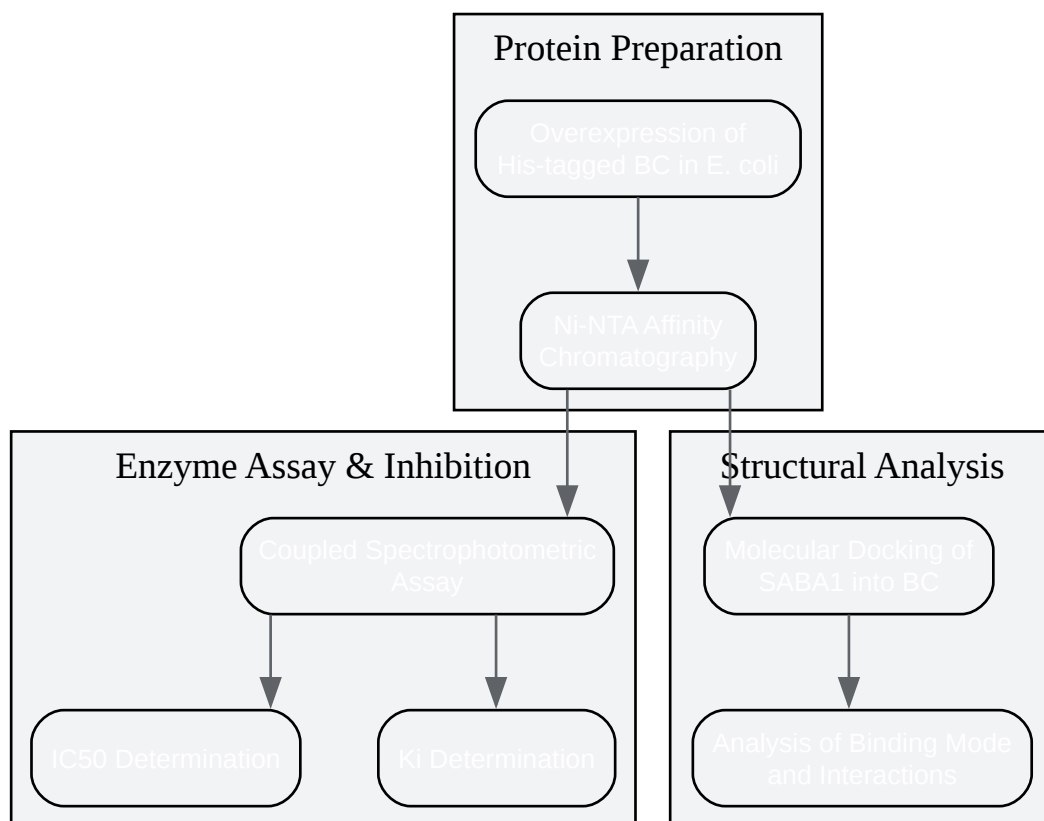 Protein Preparation
Overexpression of
His-tagged BC in E. coli
Ni-NTA Affinity
Chromatography
Enzyme Assay & Inhibition
Coupled Spectrophotometric
Assay
IC50 Determination
Ki Determination
Structural Analysis
Molecular Docking of
SABA1 into BC
Analysis of Binding Mode
and Interactions